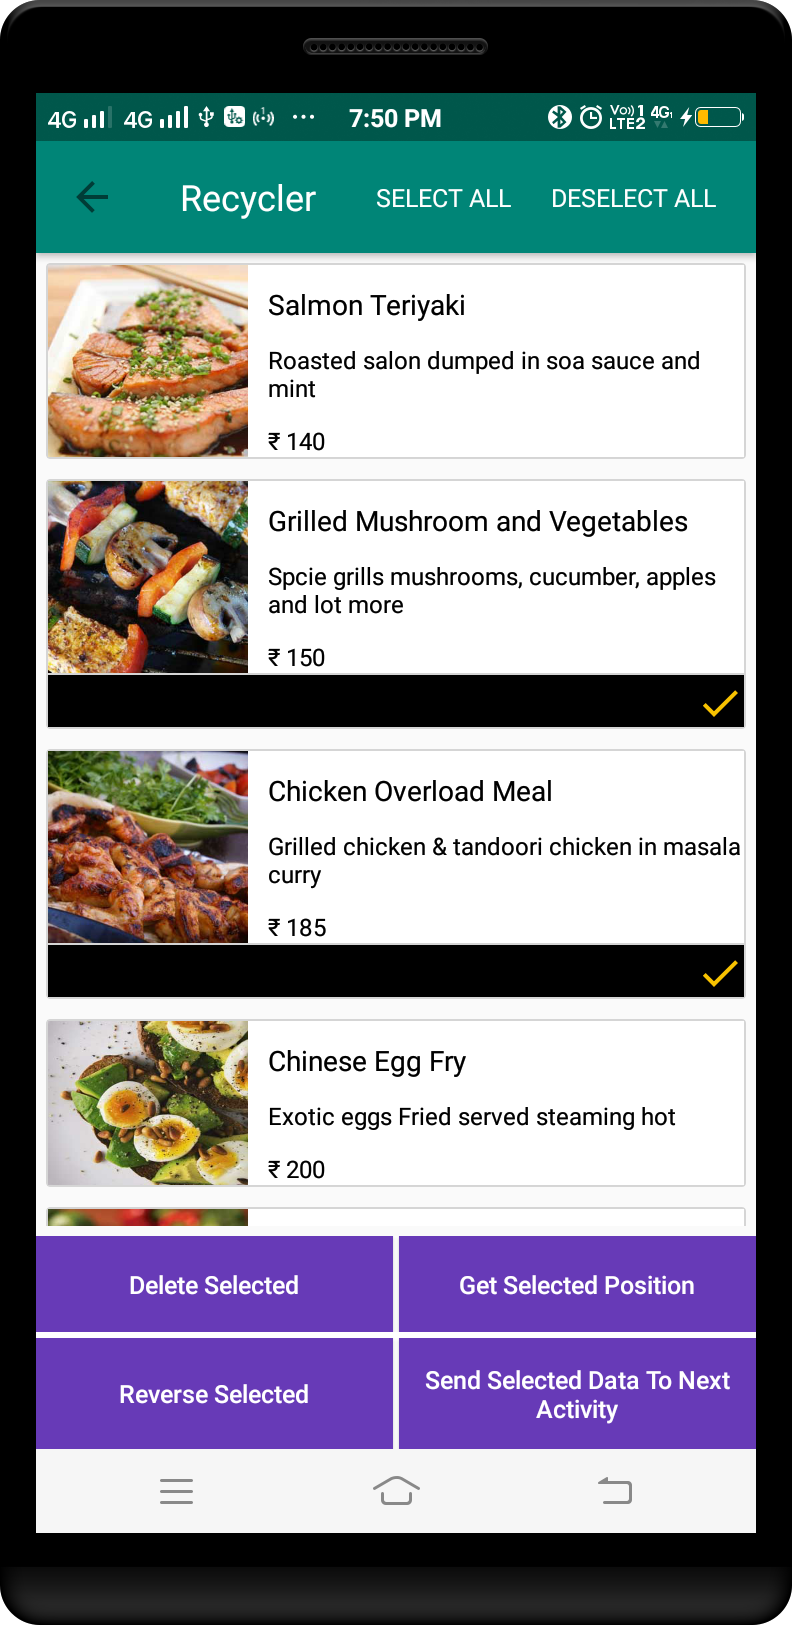 4G 4G 7:50 PM Vo)) 1 LTE2 4G
Recycler SELECT ALL DESELECT ALL
Salmon Teriyaki
Roasted salon dumped in soa sauce and
mint
₹ 140
Grilled Mushroom and Vegetables
Spcie grills mushrooms, cucumber, apples
and lot more
₹ 150
Chicken Overload Meal
Grilled chicken & tandoori chicken in masala
curry
₹ 185
Chinese Egg Fry
Exotic eggs Fried served steaming hot
₹ 200
Delete Selected
Get Selected Position
Reverse Selected
Send Selected Data To Next
Activity